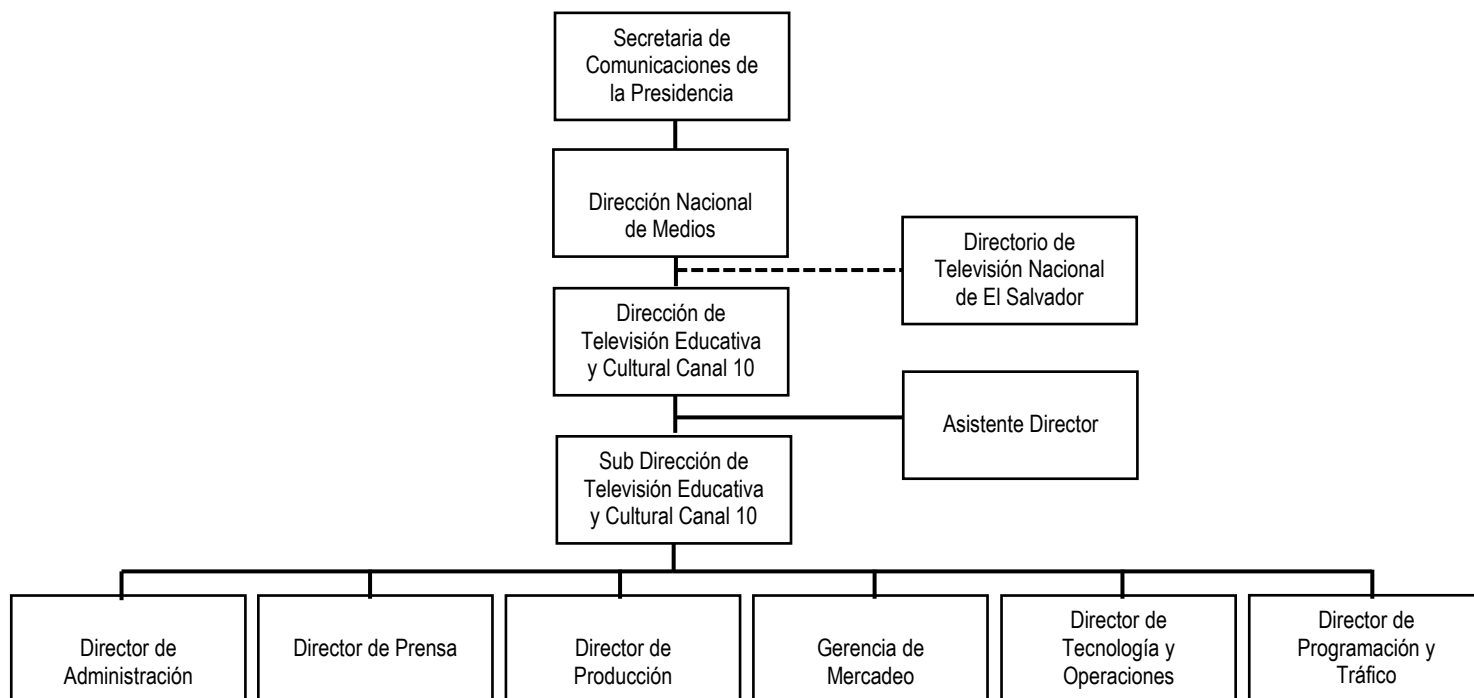 Secretaria de
Comunicaciones de
la Presidencia
Dirección Nacional
de Medios
Directorio de
Televisión Nacional
de El Salvador
Dirección de
Televisión Educativa
y Cultural Canal 10
Asistente Director
Sub Dirección de
Televisión Educativa
y Cultural Canal 10
Director de
Administración
Director de Prensa
Director de
Producción
Gerencia de
Mercadeo
Director de
Tecnología y
Operaciones
Director de
Programación y
Tráfico